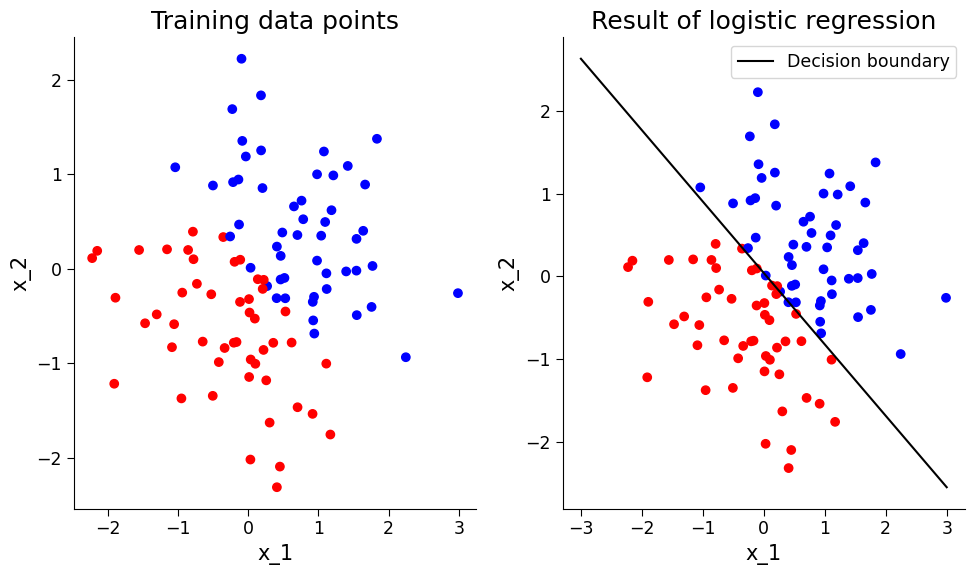 Training data points
x_2
2
1
0
−1
−2
−2 −1 0 1 2 3
x_1
Result of logistic regression
Decision boundary
x_2
2
1
0
−1
−2
−3 −2 −1 0 1 2 3
x_1